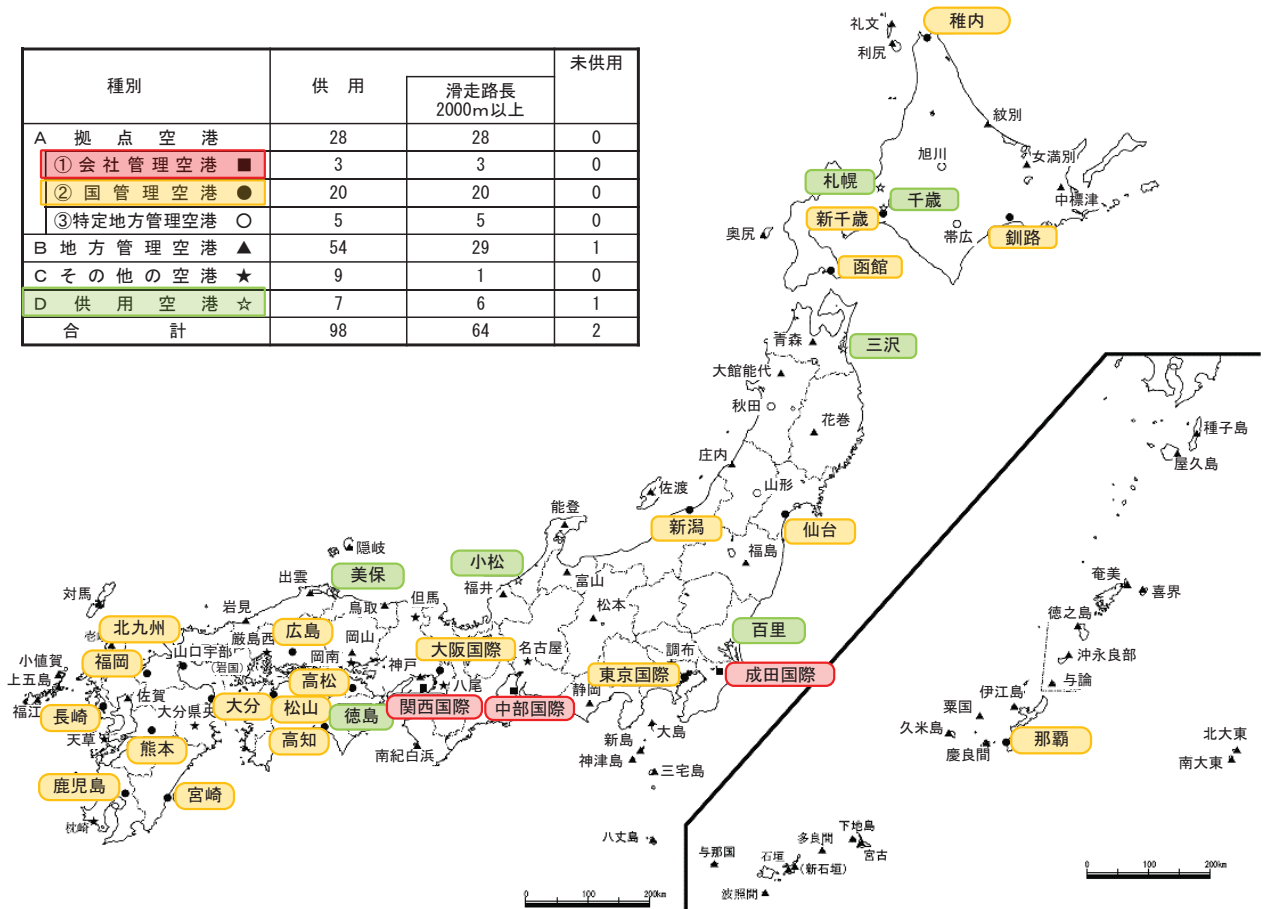 種別 供用 未供用
滑走路長
2000m以上
A 拠点空港 28 28 0
①会社管理空港 ■ 3 3 0
②国管理空港 ● 20 20 0
③特定地方管理空港 ○ 5 5 0
B 地方管理空港 ▲ 54 29 1
C その他の空港 ★ 9 1 0
D 供用空港 ☆ 7 6 1
合計 98 64 2
礼文
稚内
利尻
紋別
旭川
女満別
札幌
千歳
中標津
新千歳
奥尻
帯広
釧路
函館
青森
三沢
大館能代
秋田
花巻
庄内
佐渡
山形
新潟
仙台
福島
能登
小松
福井
富山
松本
隠岐
美保
出雲
鳥取
但馬
対馬
岩見
北九州
厳島西
広島
岡山
山口宇部
(岩国)
岡南
神戸
大阪国際
名古屋
調布
百里
東京国際
成田国際
小値賀
上五島
福岡
高松
八尾
静岡
佐賀
福江
長崎
大分
松山
徳島
関西国際
中部国際
大島
大分県央
天草
熊本
高知
南紀白浜
新島
神津島
三宅島
鹿児島
宮崎
枕崎
八丈島
0 100 200km
種子島
屋久島
奄美
喜界
徳之島
沖永良部
与論
伊江島
粟国
久米島
慶良間
那覇
北大東
南大東
下地島
多良間
宮古
与那国
石垣
(新石垣)
波照間
0 100 200km